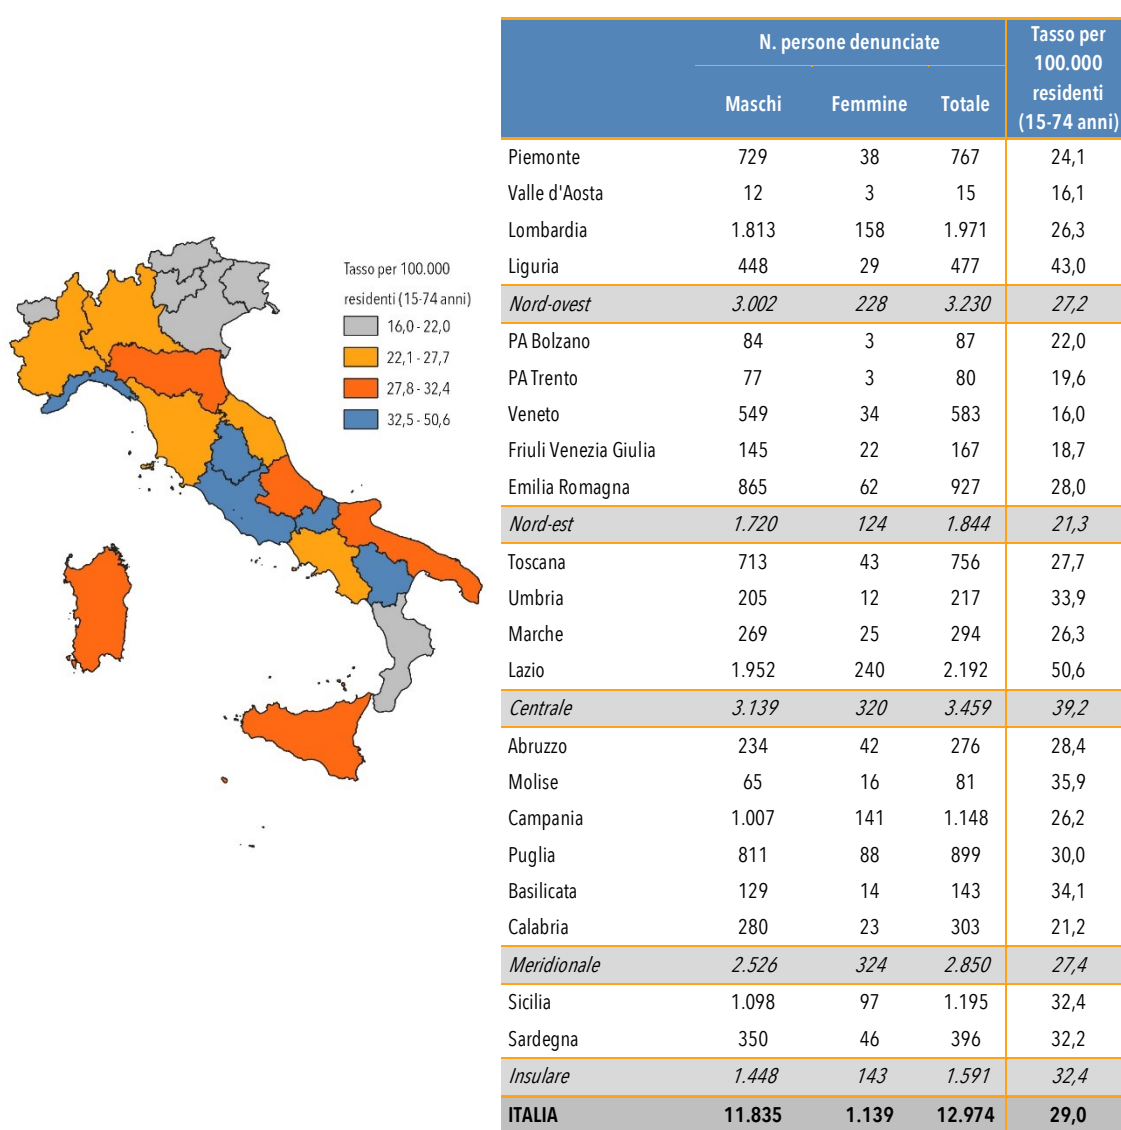 Tasso per 100.000
residenti (15-74 anni)
16,0 - 22,0
22,1 - 27,7
27,8 - 32,4
32,5 - 50,6
N. persone denunciate
Tasso per
100.000
residenti
(15-74 anni)
Maschi Femmine Totale
Piemonte 729 38 767 24,1
Valle d'Aosta 12 3 15 16,1
Lombardia 1.813 158 1.971 26,3
Liguria 448 29 477 43,0
Nord-ovest 3.002 228 3.230 27,2
PA Bolzano 84 3 87 22,0
PA Trento 77 3 80 19,6
Veneto 549 34 583 16,0
Friuli Venezia Giulia 145 22 167 18,7
Emilia Romagna 865 62 927 28,0
Nord-est 1.720 124 1.844 21,3
Toscana 713 43 756 27,7
Umbria 205 12 217 33,9
Marche 269 25 294 26,3
Lazio 1.952 240 2.192 50,6
Centrale 3.139 320 3.459 39,2
Abruzzo 234 42 276 28,4
Molise 65 16 81 35,9
Campania 1.007 141 1.148 26,2
Puglia 811 88 899 30,0
Basilicata 129 14 143 34,1
Calabria 280 23 303 21,2
Meridionale 2.526 324 2.850 27,4
Sicilia 1.098 97 1.195 32,4
Sardegna 350 46 396 32,2
Insulare 1.448 143 1.591 32,4
ITALIA 11.835 1.139 12.974 29,0